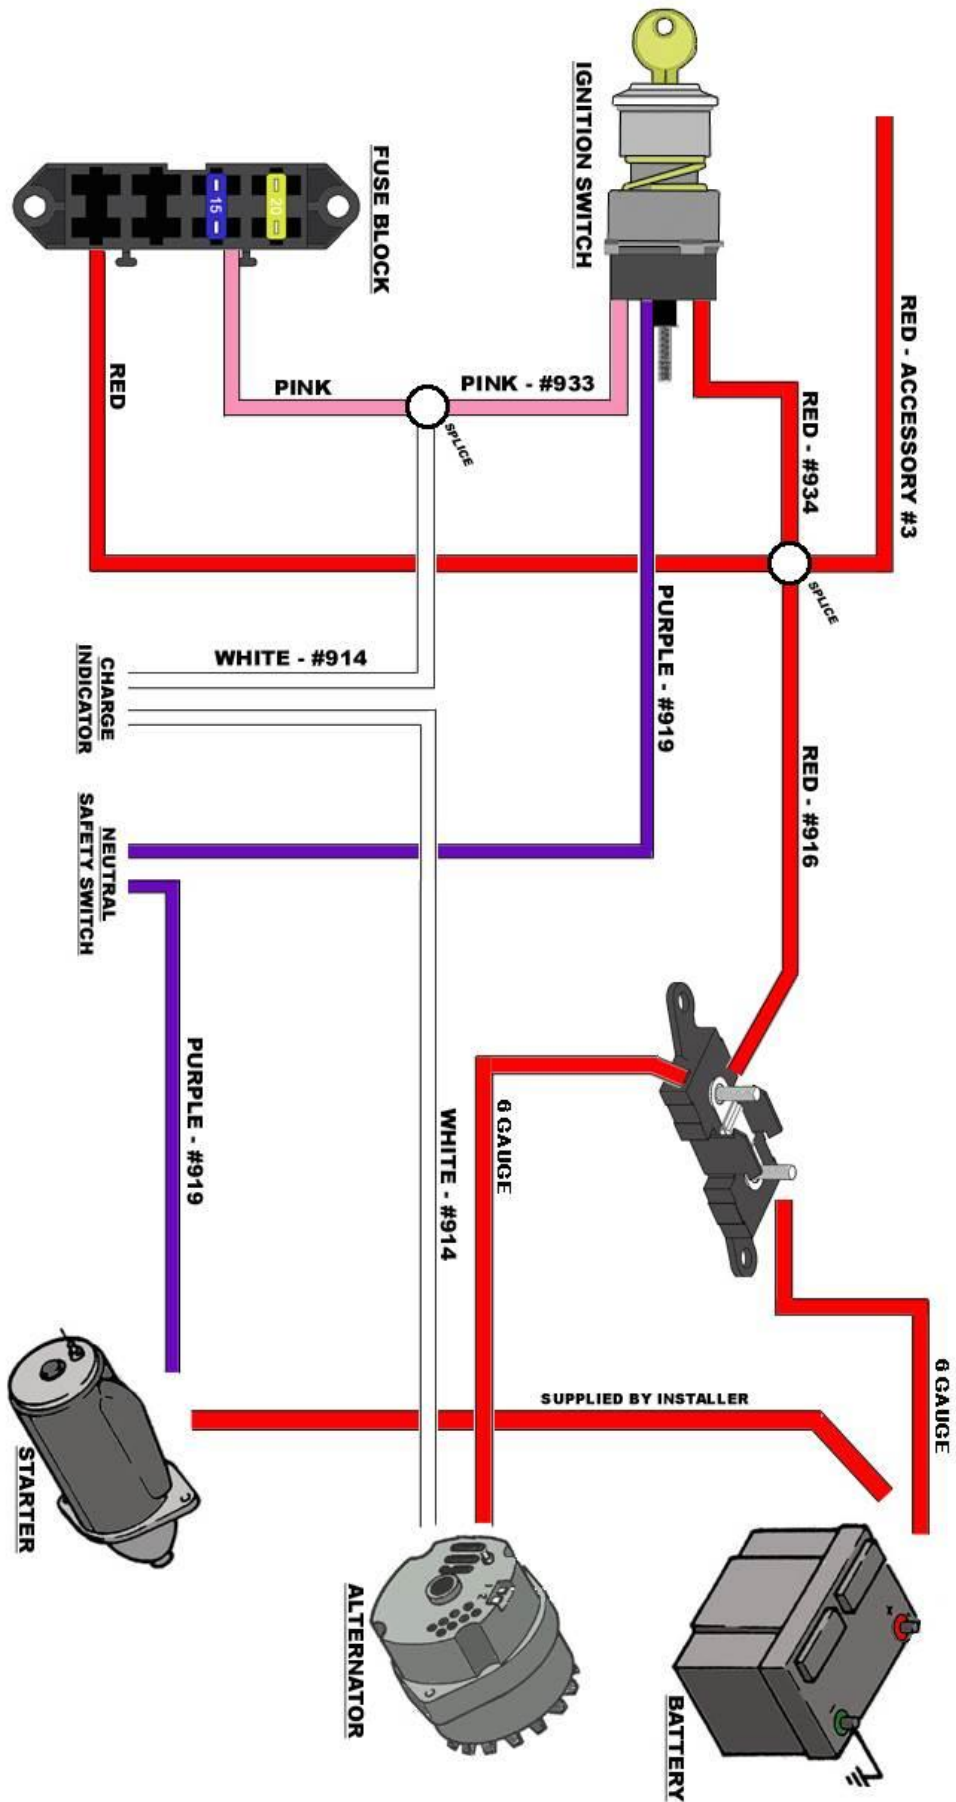 IGNITION SWITCH
FUSE BLOCK
20
15
RED - ACCESSORY #3
RED
PINK
PINK - #933
SPLICE
RED - #934
SPLICE
WHITE - #914
PURPLE - #919
CHARGE
INDICATOR
RED - #916
NEUTRAL
SAFETY SWITCH
PURPLE - #919
WHITE - #914
6 GAUGE
6 GAUGE
SUPPLIED BY INSTALLER
STARTER
ALTERNATOR
BATTERY